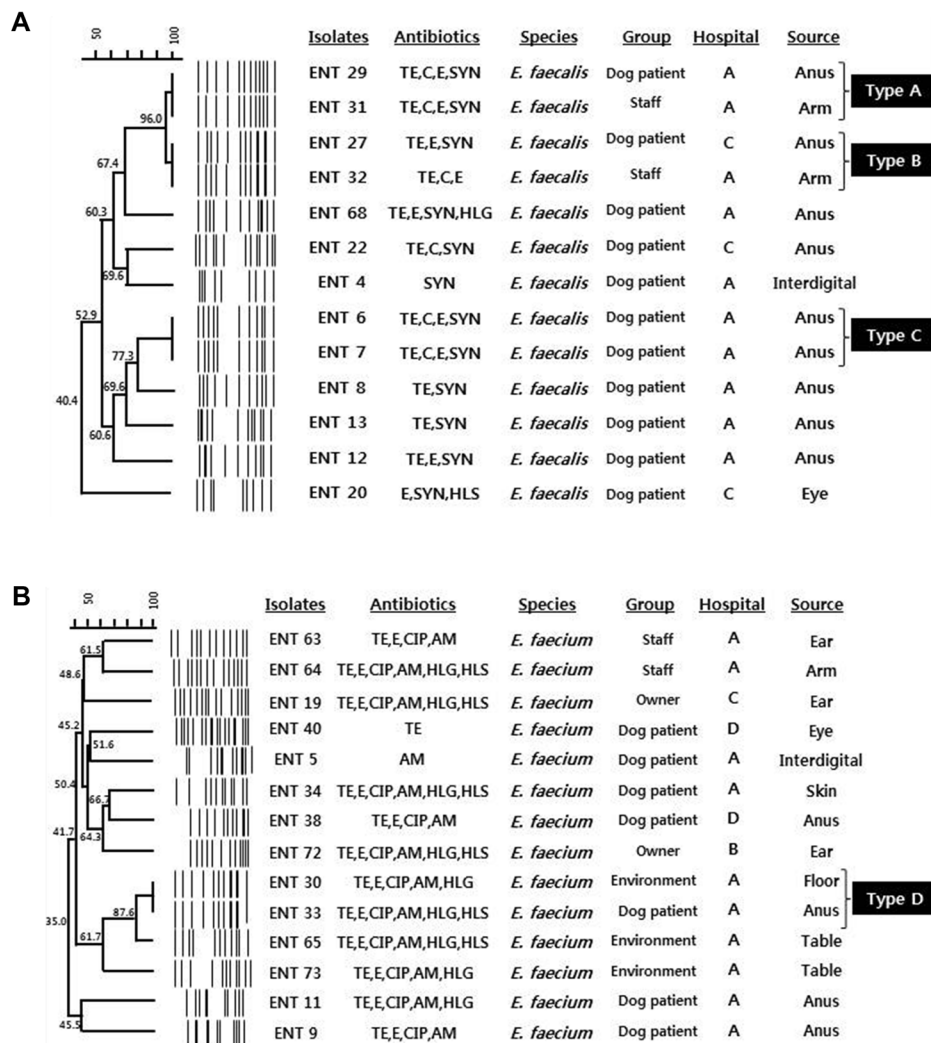 A
50 100
Isolates Antibiotics Species Group Hospital Source
ENT 29 TE,C,E,SYN E. faecalis Dog patient A Anus
Type A
ENT 31 TE,C,E,SYN E. faecalis Staff A Arm
96.0
ENT 27 TE,E,SYN E. faecalis Dog patient C Anus
Type B
67.4
ENT 32 TE,C,E E. faecalis Staff A Arm
60.3
ENT 68 TE,E,SYN,HLG E. faecalis Dog patient A Anus
ENT 22 TE,C,SYN E. faecalis Dog patient C Anus
69.6
ENT 4 SYN E. faecalis Dog patient A Interdigital
52.9
ENT 6 TE,C,E,SYN E. faecalis Dog patient A Anus
Type C
77.3
ENT 7 TE,C,E,SYN E. faecalis Dog patient A Anus
69.6
ENT 8 TE,SYN E. faecalis Dog patient A Anus
40.4
ENT 13 TE,SYN E. faecalis Dog patient A Anus
60.6
ENT 12 TE,E,SYN E. faecalis Dog patient A Anus
ENT 20 E,SYN,HLS E. faecalis Dog patient C Eye
B
50 100
Isolates Antibiotics Species Group Hospital Source
ENT 63 TE,E,CIP,AM E. faecium Staff A Ear
61.5
ENT 64 TE,E,CIP,AM,HLG,HLS E. faecium Staff A Arm
48.6
ENT 19 TE,E,CIP,AM,HLG,HLS E. faecium Owner C Ear
45.2
ENT 40 TE E. faecium Dog patient D Eye
51.6
ENT 5 AM E. faecium Dog patient A Interdigital
50.4
ENT 34 TE,E,CIP,AM,HLG,HLS E. faecium Dog patient A Skin
66.7
ENT 38 TE,E,CIP,AM E. faecium Dog patient D Anus
41.7
64.3
ENT 72 TE,E,CIP,AM,HLG,HLS E. faecium Owner B Ear
ENT 30 TE,E,CIP,AM,HLG E. faecium Environment A Floor
Type D
87.6
ENT 33 TE,E,CIP,AM,HLG,HLS E. faecium Dog patient A Anus
35.0
61.7
ENT 65 TE,E,CIP,AM,HLG,HLS E. faecium Environment A Table
ENT 73 TE,E,CIP,AM,HLG E. faecium Environment A Table
ENT 11 TE,E,CIP,AM,HLG E. faecium Dog patient A Anus
45.5
ENT 9 TE,E,CIP,AM E. faecium Dog patient A Anus